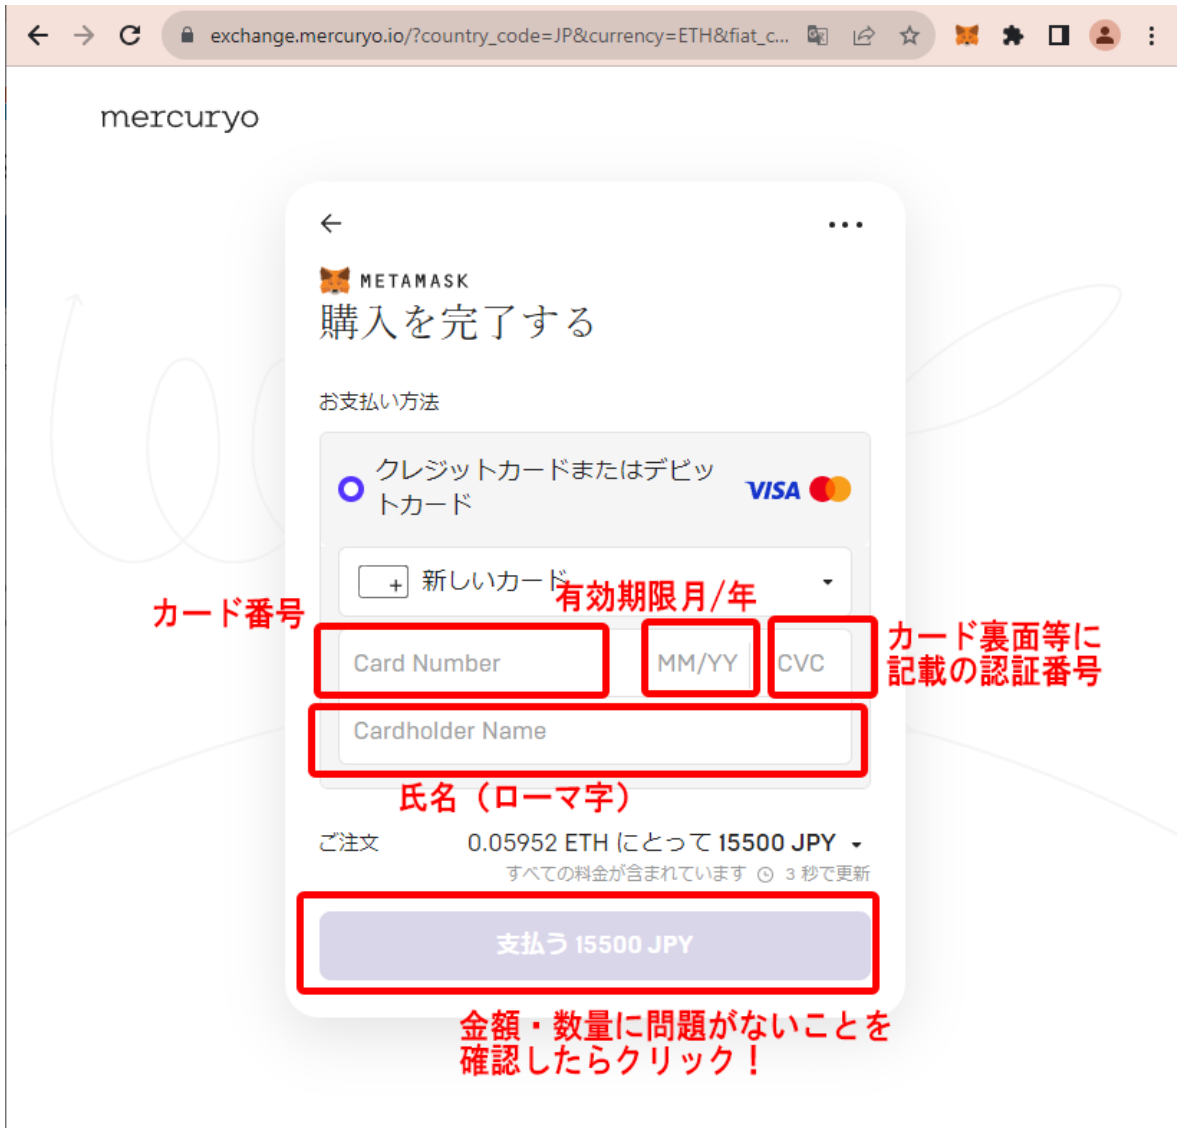 exchange.mercuryo.io/?country_code=JP&currency=ETH&fiat_c...
mercuryo
METAMASK
購入を完了する
お支払い方法
クレジットカードまたはデビッ
トカード
VISA
新しいカード
有効期限月/年
カード番号
カード裏面等に
記載の認証番号
Card Number
MM/YY
CVC
Cardholder Name
氏名（ローマ字）
ご注文 0.05952 ETH にとって 15500 JPY
すべての料金が含まれています 3 秒で更新
支払う 15500 JPY
金額・数量に問題がないことを
確認したらクリック！